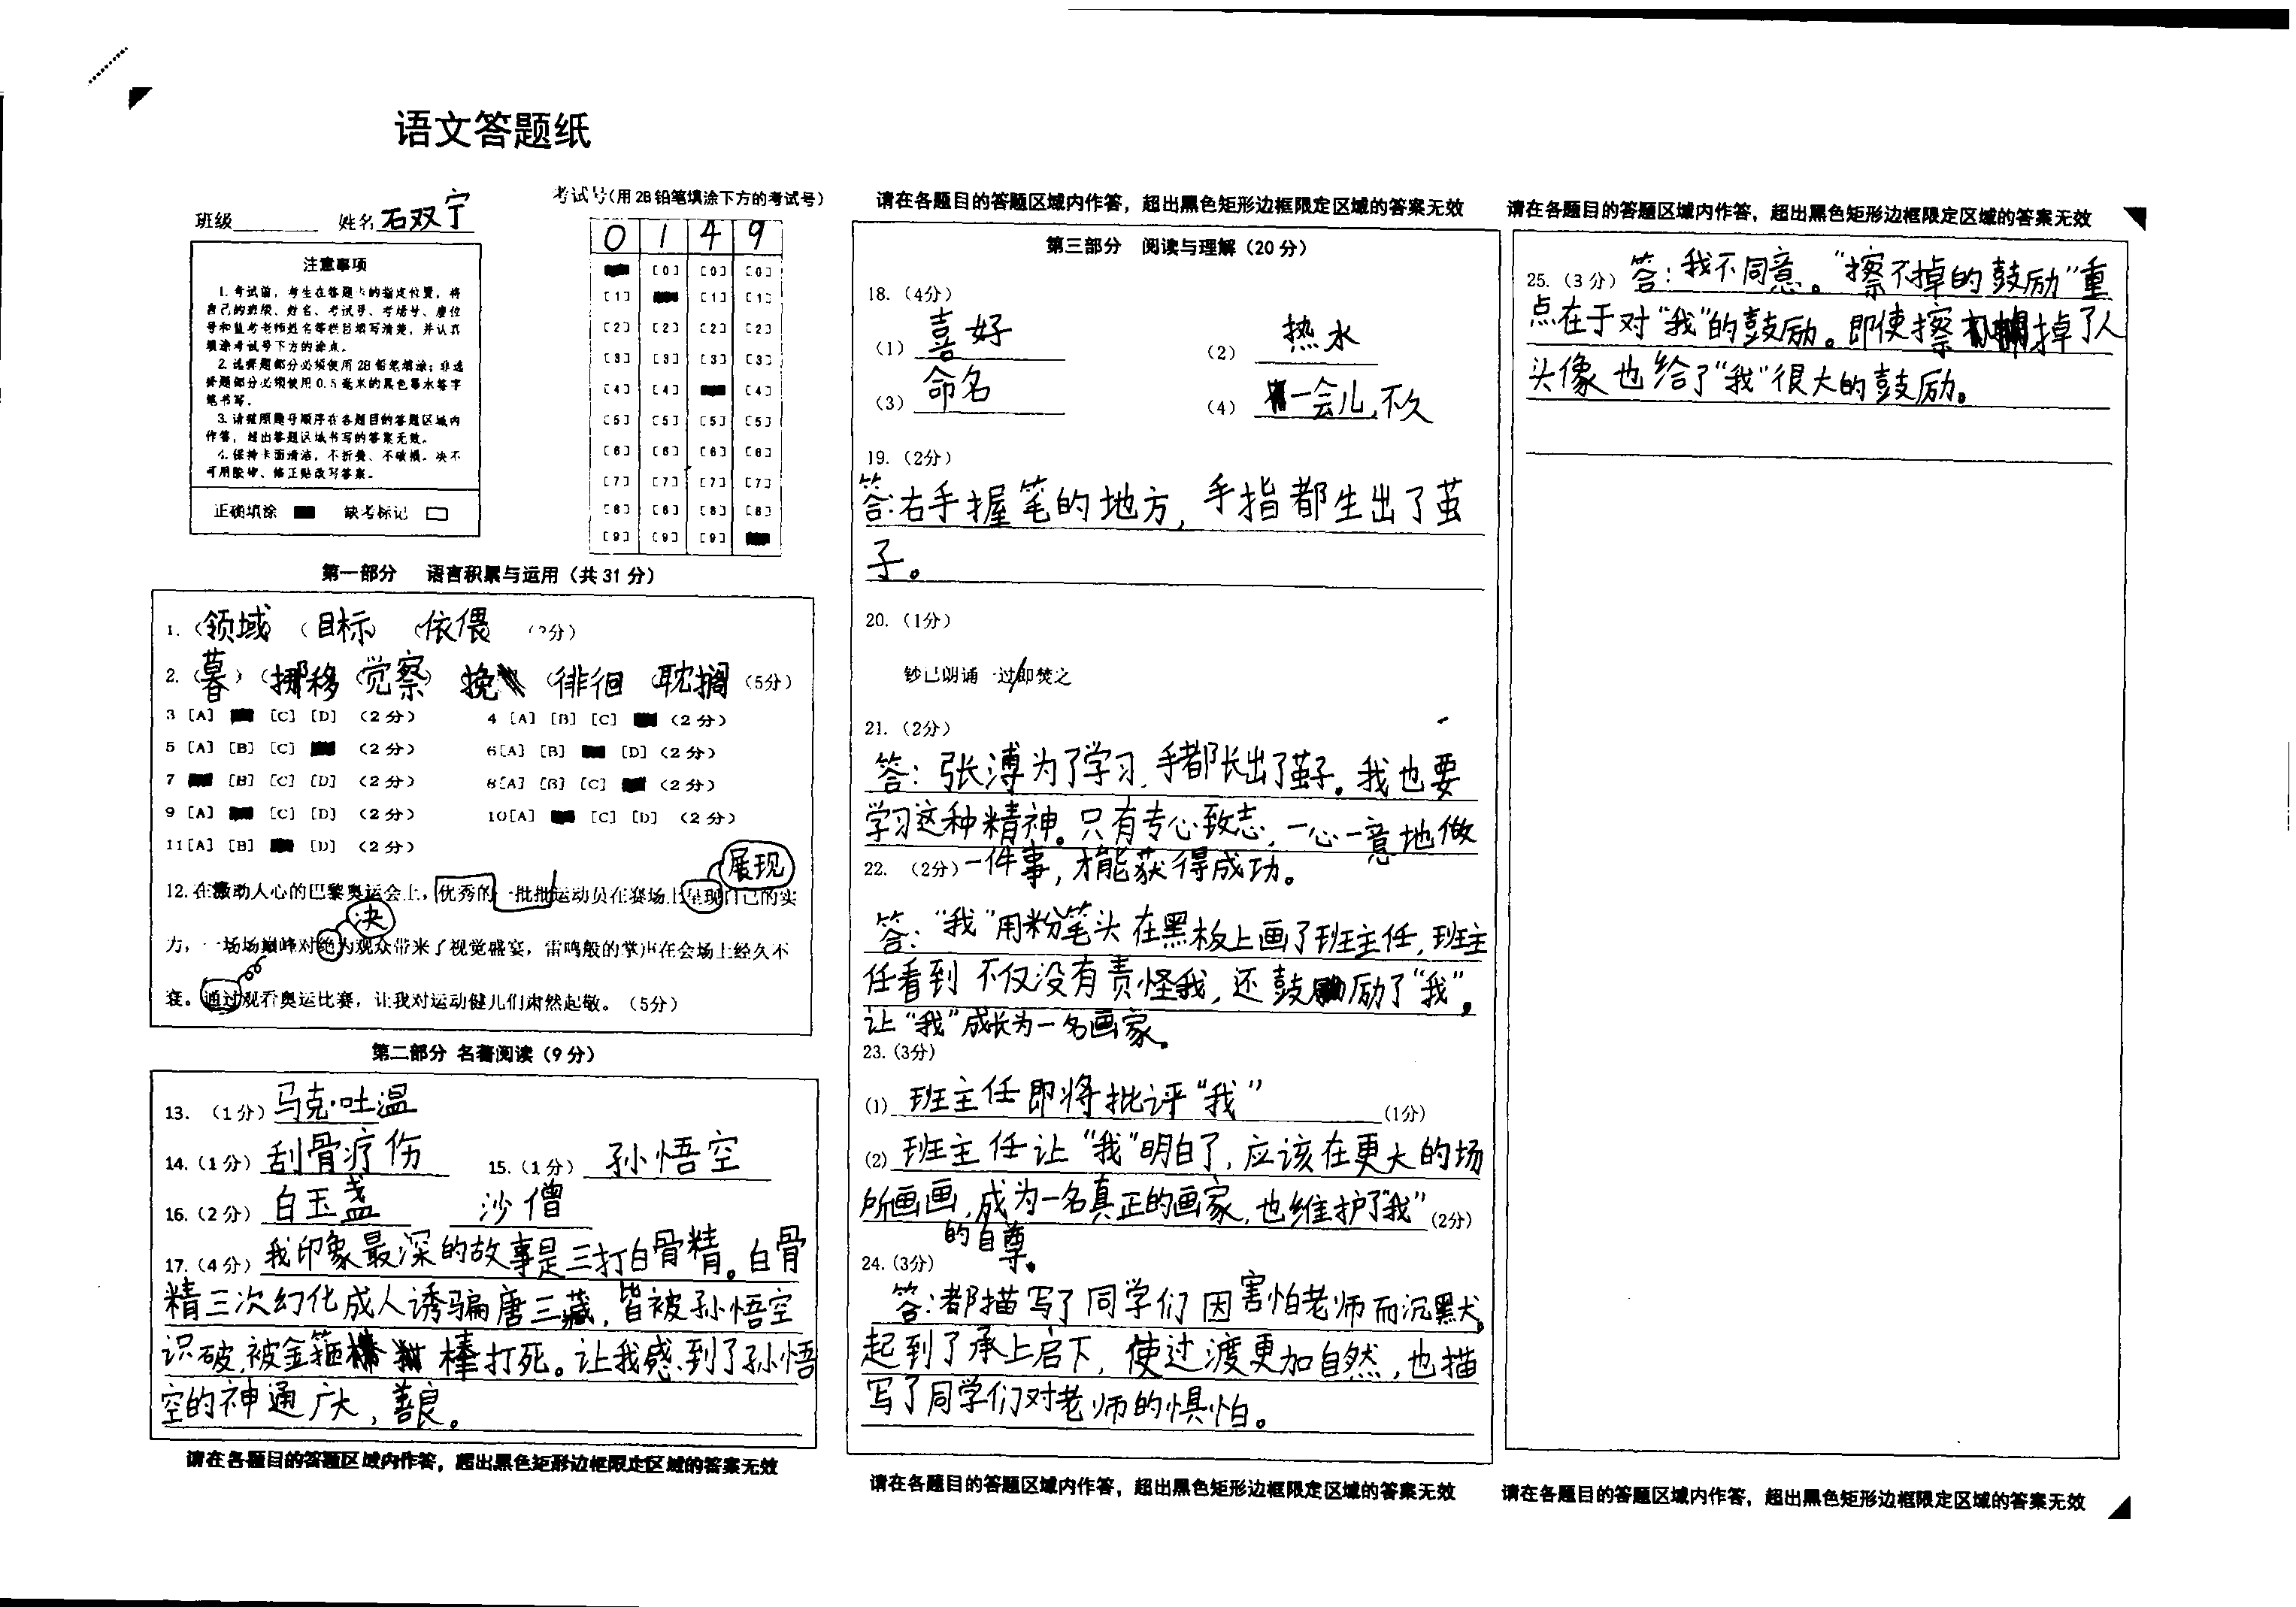 语文答题纸
班级 姓名 石双宁
考试号(用2B铅笔填涂下方的考试号)
0 1 4 9
注意事项
1.考试前，考生在答题卡的指定位置，将
自己的班级、姓名、考试号、考场号、座位
号和监考老师姓名等栏目填写清楚，并认真
填涂考试号下方的涂点。
2.选择题部分必须使用2B铅笔填涂；非选
择题部分必须使用0.5毫米的黑色墨水签字
笔书写。
3.请按照题号顺序在各题目的答题区域内
作答，超出答题区域书写的答案无效。
4.保持卡面清洁，不折叠、不破损。决不
可用胶带、修正贴改写答案。
正确填涂 缺考标记
[0] [0] [0]
[1] [1] [1]
[2] [2] [2] [2]
[3] [3] [3] [3]
[4] [4] [4]
[5] [5] [5] [5]
[6] [6] [6] [6]
[7] [7] [7] [7]
[8] [8] [8] [8]
[9] [9] [9]
第一部分 语言积累与运用（共31分）
1.（领域）（目标）（依偎）
2.（暮）（挪移）（觉察） 挽 （徘徊）（耽搁）（5分）
3 [A] [C] [D] （2分） 4 [A] [B] [C] （2分）
5 [A] [B] [C] （2分） 6[A] [B] [D]（2分）
7 [B] [C] [D] （2分） 8[A] [B] [C] （2分）
9 [A] [C] [D] （2分） 10[A] [C] [D] （2分）
11[A] [B] [D] （2分）
展现
12.在激动人心的巴黎奥运会上，优秀的一批批运动员在赛场上呈现自己的实
决
力，一场场巅峰对绝为观众带来了视觉盛宴，雷鸣般的掌声在会场上经久不
衰。通过观看奥运比赛，让我对运动健儿们肃然起敬。（5分）
第二部分 名著阅读（9分）
13.（1分）马克·吐温
14.（1分）刮骨疗伤 15.（1分）孙悟空
16.（2分）白玉盏 沙僧
17.（4分）我印象最深的故事是三打白骨精。白骨
精三次幻化成人诱骗唐三藏，皆被孙悟空
识破，被金箍棒打死。让我感到了孙悟
空的神通广大，善良。
请在各题目的答题区域内作答，超出黑色矩形边框限定区域的答案无效
请在各题目的答题区域内作答，超出黑色矩形边框限定区域的答案无效
第三部分 阅读与理解（20分）
18.（4分）
（1）喜好 （2）热水
（3）命名 （4）一会儿，不久
19.（2分）
答：右手握笔的地方，手指都生出了茧
子。
20.（1分）
钞已朗诵一过/即焚之
21.（2分）
答：张溥为了学习，手都长出了茧子。我也要
学习这种精神。只有专心致志，一心一意地做
一件事，才能获得成功。
22.（2分）
答：“我”用粉笔头在黑板上画了班主任，班主
任看到不仅没有责怪我，还鼓励了“我”，
让“我”成长为一名画家。
23.(3分)
(1) 班主任即将批评“我” (1分)
(2) 班主任让“我”明白了，应该在更大的场
所画画，成为一名真正的画家，也维护了“我” (2分)
的自尊。
24.(3分)
答：都描写了同学们因害怕老师而沉默，
起到了承上启下，使过渡更加自然，也描
写了同学们对老师的惧怕。
请在各题目的答题区域内作答，超出黑色矩形边框限定区域的答案无效
请在各题目的答题区域内作答，超出黑色矩形边框限定区域的答案无效
25.（3分）答：我不同意。“擦不掉的鼓励”重
点在于对“我”的鼓励。即使擦掉了人
头像也给了“我”很大的鼓励。
请在各题目的答题区域内作答，超出黑色矩形边框限定区域的答案无效